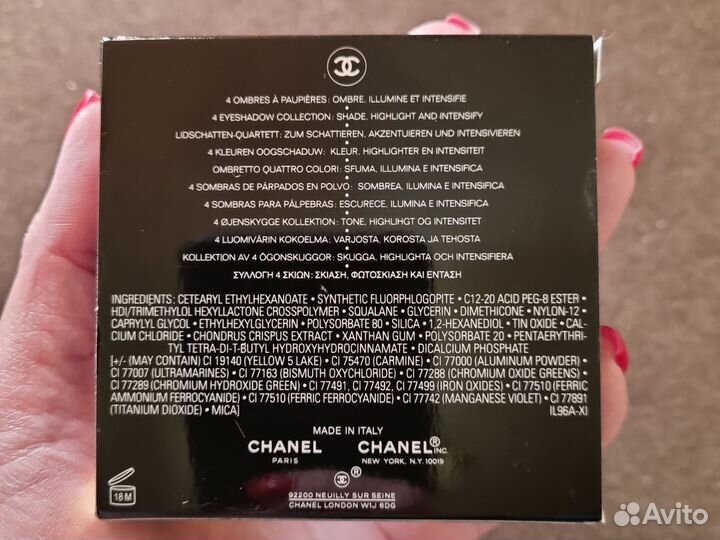 4 OMBRES À PAUPIÈRES: OMBRE, ILLUMINE ET INTENSIFIE
4 EYESHADOW COLLECTION: SHADE, HIGHLIGHT AND INTENSIFY
LIDSCHATTEN-QUARTETT: ZUM SCHATTIEREN, AKZENTUIEREN UND INTENSIVIEREN
4 KLEUREN OOGSCHADUW: KLEUR, HIGHLIGHTER EN INTENSITEIT
OMBRETTO QUATTRO COLORI: SFUMA, ILLUMINA E INTENSIFICA
4 SOMBRAS DE PÁRPADOS EN POLVO: SOMBREA, ILUMINA E INTENSIFICA
4 SOMBRAS PARA PÁLPEBRAS: ESCURECE, ILUMINA E INTENSIFICA
4 ØJENSKYGGE KOLLEKTION: TONE, HIGHLIHGT OG INTENSITET
4 LUOMIVÄRIN KOKOELMA: VARJOSTA, KOROSTA JA TEHOSTA
KOLLEKTION AV 4 ÖGONSKUGGOR: SKUGGA, HIGHLIGHTA OCH INTENSIFIERA
ΣΥΛΛΟΓΗ 4 ΣΚΙΩΝ: ΣΚΙΑΣΗ, ΦΩΤΟΣΚΙΑΣΗ ΚΑΙ ΕΝΤΑΣΗ
INGREDIENTS: CETEARYL ETHYLHEXANOATE • SYNTHETIC FLUORPHLOGOPITE • C12-20 ACID PEG-8 ESTER •
HDI/TRIMETHYLOL HEXYLLACTONE CROSSPOLYMER • SQUALANE • GLYCERIN • DIMETHICONE • NYLON-12 •
CAPRYLYL GLYCOL • ETHYLHEXYLGLYCERIN • POLYSORBATE 80 • SILICA • 1,2-HEXANEDIOL • TIN OXIDE • CAL-
CIUM CHLORIDE • CHONDRUS CRISPUS EXTRACT • XANTHAN GUM • POLYSORBATE 20 • PENTAERYTHRI-
TYL TETRA-DI-T-BUTYL HYDROXYHYDROCINNAMATE • DICALCIUM PHOSPHATE
[+/- (MAY CONTAIN) CI 19140 (YELLOW 5 LAKE) • CI 75470 (CARMINE) • CI 77000 (ALUMINUM POWDER) •
CI 77007 (ULTRAMARINES) • CI 77163 (BISMUTH OXYCHLORIDE) • CI 77288 (CHROMIUM OXIDE GREENS) •
CI 77289 (CHROMIUM HYDROXIDE GREEN) • CI 77491, CI 77492, CI 77499 (IRON OXIDES) • CI 77510 (FERRIC
AMMONIUM FERROCYANIDE) • CI 77510 (FERRIC FERROCYANIDE) • CI 77742 (MANGANESE VIOLET) • CI 77891
(TITANIUM DIOXIDE) • MICA] IL96A-XI
MADE IN ITALY
CHANEL CHANEL® INC.
PARIS NEW YORK, N.Y. 10019
®
18 M
92200 NEUILLY SUR SEINE
CHANEL LONDON W1J 6DG
Avito